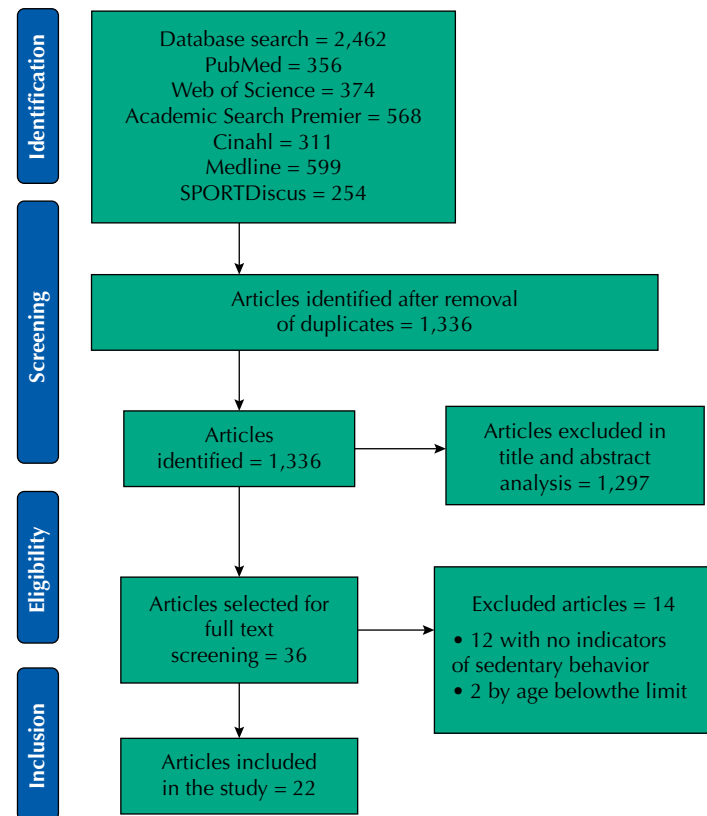 Identification
Database search = 2,462
PubMed = 356
Web of Science = 374
Academic Search Premier = 568
Cinahl = 311
Medline = 599
SPORTDiscus = 254
Screening
Articles identified after removal
of duplicates = 1,336
Articles
identified = 1,336
Articles excluded in
title and abstract
analysis = 1,297
Eligibility
Articles selected for
full text
screening = 36
Excluded articles = 14
• 12 with no indicators
of sedentary behavior
• 2 by age belowthe limit
Inclusion
Articles included
in the study = 22